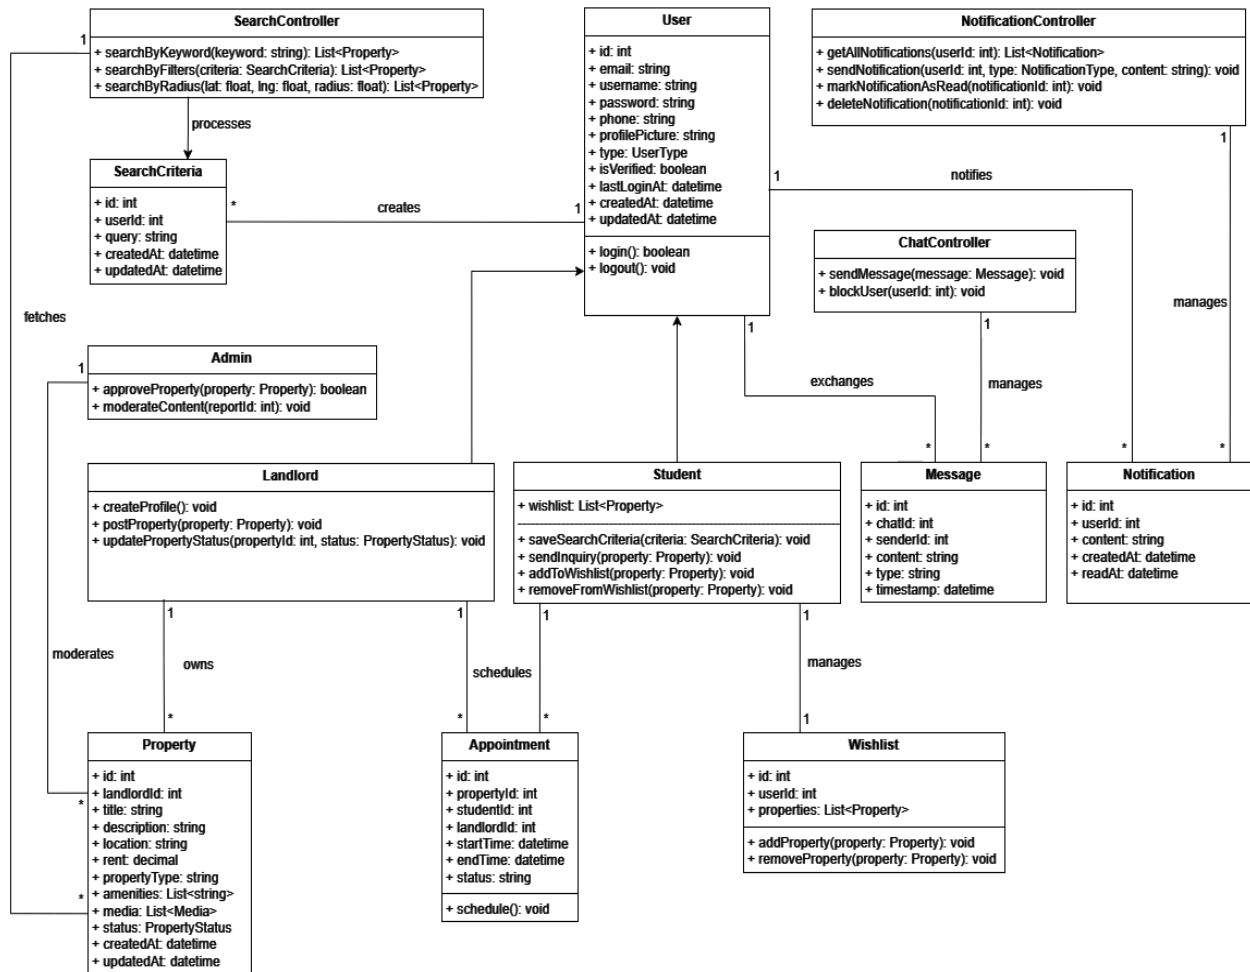 SearchController
+ searchByKeyword(keyword: string): List<Property>
+ searchByFilters(criteria: SearchCriteria): List<Property>
+ searchByRadius(lat: float, lng: float, radius: float): List<Property>
1
processes
SearchCriteria
+ id: int
+ userId: int
+ query: string
+ createdAt: datetime
+ updatedAt: datetime
*
creates
1
User
+ id: int
+ email: string
+ username: string
+ password: string
+ phone: string
+ profilePicture: string
+ type: UserType
+ isVerified: boolean
+ lastLoginAt: datetime
+ createdAt: datetime
+ updatedAt: datetime
+ login(): boolean
+ logout(): void
NotificationController
+ getAllNotifications(userId: int): List<Notification>
+ sendNotification(userId: int, type: NotificationType, content: string): void
+ markNotificationAsRead(notificationId: int): void
+ deleteNotification(notificationId: int): void
1
1
notifies
ChatController
+ sendMessage(message: Message): void
+ blockUser(userId: int): void
manages
fetches
1
1
exchanges
manages
1
Admin
+ approveProperty(property: Property): boolean
+ moderateContent(reportId: int): void
*
*
*
*
Landlord
+ createProfile(): void
+ postProperty(property: Property): void
+ updatePropertyStatus(propertyId: int, status: PropertyStatus): void
Student
+ wishlist: List<Property>
+ saveSearchCriteria(criteria: SearchCriteria): void
+ sendInquiry(property: Property): void
+ addToWishlist(property: Property): void
+ removeFromWishlist(property: Property): void
Message
+ id: int
+ chatId: int
+ senderId: int
+ content: string
+ type: string
+ timestamp: datetime
Notification
+ id: int
+ userId: int
+ content: string
+ createdAt: datetime
+ readAt: datetime
1
1
1
1
moderates
owns
schedules
manages
*
*
*
1
Property
+ id: int
+ landlordId: int
+ title: string
+ description: string
+ location: string
+ rent: decimal
+ propertyType: string
+ amenities: List<string>
+ media: List<Media>
+ status: PropertyStatus
+ createdAt: datetime
+ updatedAt: datetime
*
*
Appointment
+ id: int
+ propertyId: int
+ studentId: int
+ landlordId: int
+ startTime: datetime
+ endTime: datetime
+ status: string
+ schedule(): void
Wishlist
+ id: int
+ userId: int
+ properties: List<Property>
+ addProperty(property: Property): void
+ removeProperty(property: Property): void